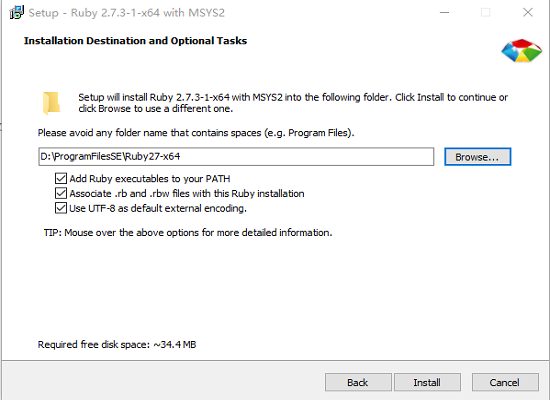 Setup - Ruby 2.7.3-1-x64 with MSYS2
Installation Destination and Optional Tasks
Setup will install Ruby 2.7.3-1-x64 with MSYS2 into the following folder. Click Install to continue or
click Browse to use a different one.
Please avoid any folder name that contains spaces (e.g. Program Files).
D:\ProgramFilesSE\Ruby27-x64
Browse...
Add Ruby executables to your PATH
Associate .rb and .rbw files with this Ruby installation
Use UTF-8 as default external encoding.
TIP: Mouse over the above options for more detailed information.
Required free disk space: ~34.4 MB
Back Install Cancel